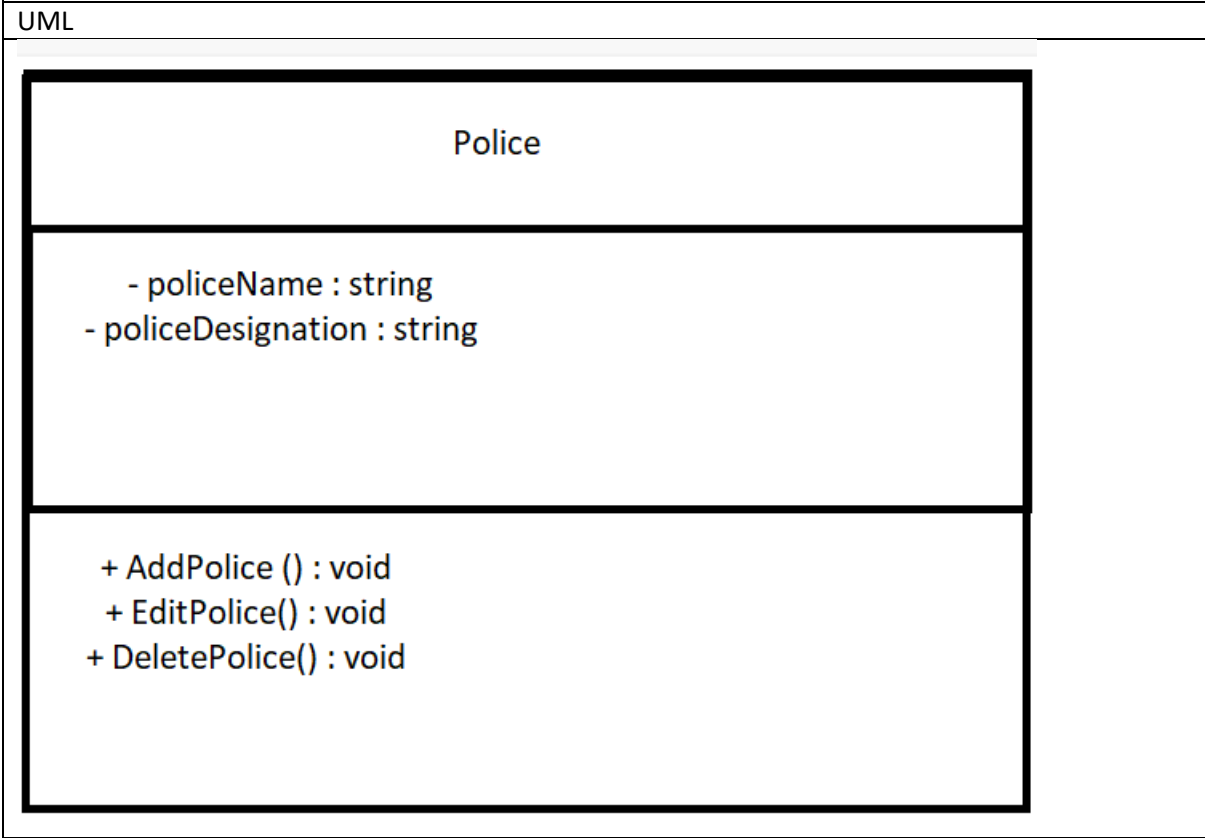 UML
Police
- policeName : string
- policeDesignation : string
+ AddPolice () : void
+ EditPolice() : void
+ DeletePolice() : void